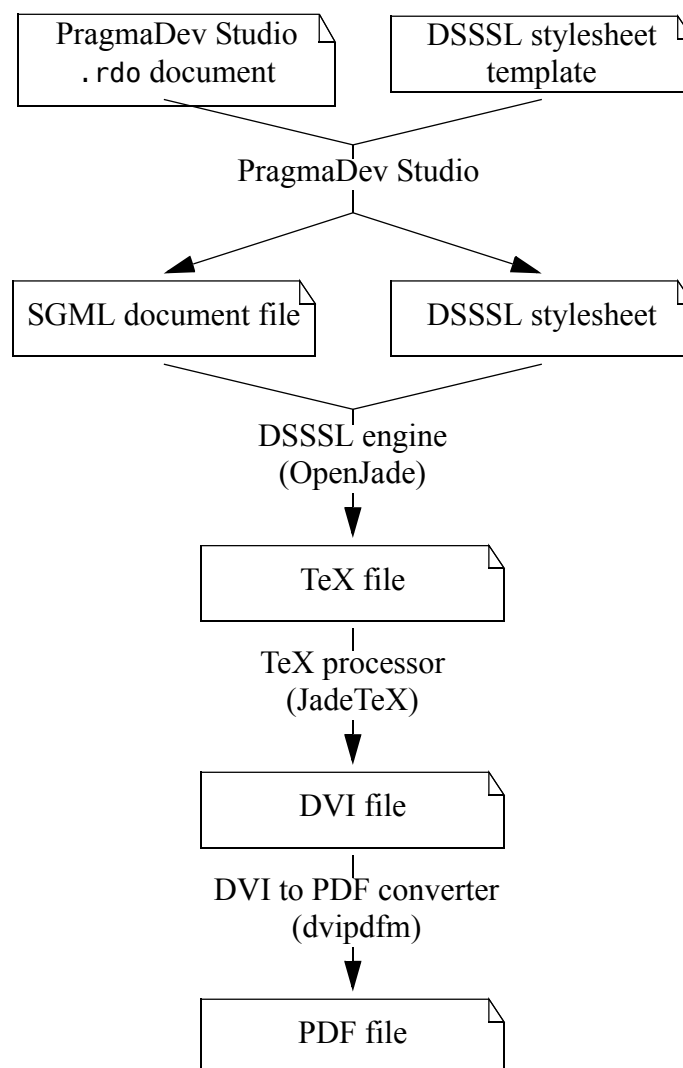 PragmaDev Studio
.rdo document
DSSSL stylesheet
template
PragmaDev Studio
SGML document file
DSSSL stylesheet
DSSSL engine
(OpenJade)
TeX file
TeX processor
(JadeTeX)
DVI file
DVI to PDF converter
(dvipdfm)
PDF file